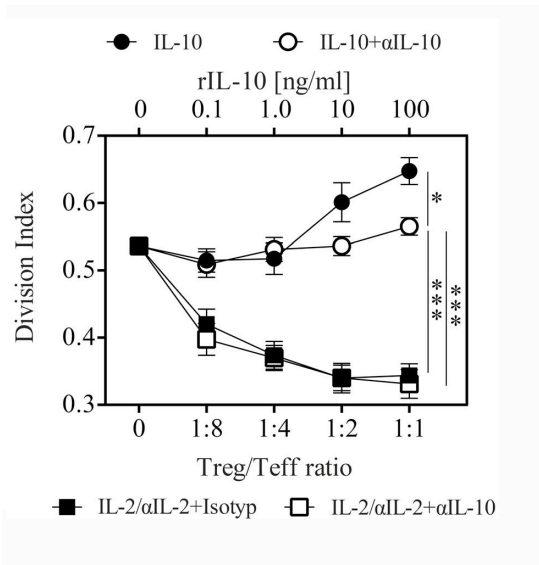 IL-10 IL-10+αIL-10
rIL-10 [ng/ml]
0 0.1 1.0 10 100
0.7
0.6
0.5
0.4
0.3
Division Index
*
***
***
0 1:8 1:4 1:2 1:1
Treg/Teff ratio
IL-2/αIL-2+Isotyp IL-2/αIL-2+αIL-10